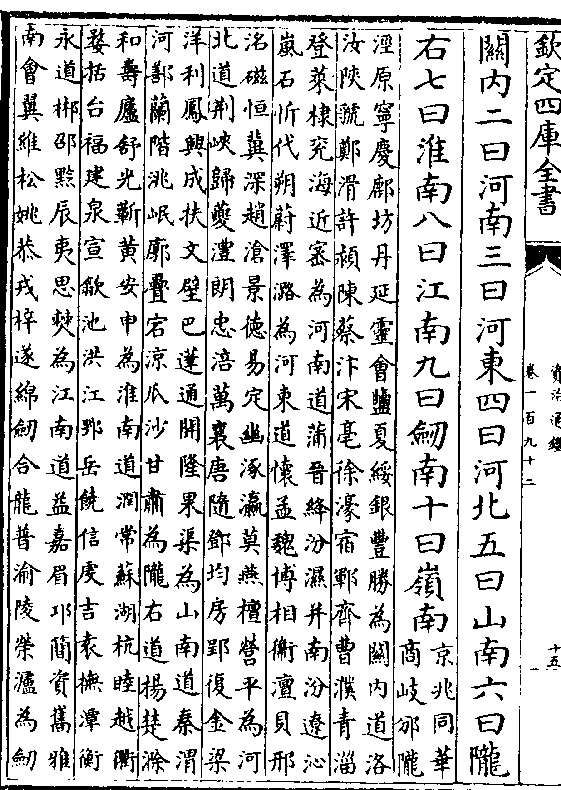 欽定四庫全書
資治通鑑
卷一百九十二
十五
關内二曰河南三曰河東四曰河北五曰山南六曰隴
右七曰淮南八曰江南九曰劒南十曰嶺南
京兆同華
商岐邠隴
涇原寧慶鄜坊丹延靈會鹽夏綏銀豐勝為關内道洛
汝陜虢鄭滑許潁陳蔡汴宋亳徐濠宿鄆齊曹濮青淄
登萊棣兖海近密為河南道蒲晉絳汾濕并南汾遼沁
嵐石忻代朔蔚澤潞為河東道懷孟魏博相衛澶貝邢
洺磁恒冀深趙滄景德易定幽涿瀛莫燕檀營平為河
北道荆峽歸夔澧朗忠涪萬襄唐隨鄧均房郢復金梁
洋利鳳興成扶文壁巴蓬通開隆果渠為山南道秦渭
河鄯蘭階洮岷廓疊宕涼瓜沙甘肅為隴右道揚楚滁
和壽廬舒光蘄黄安申為淮南道潤常蘇湖杭睦越衢
婺括台福建泉宣歙池洪江鄂岳饒信虔吉袁撫潭衡
永道郴邵黔辰夷思為江南道益嘉眉邛簡資嶲雅
南會翼維松姚恭戎梓遂綿劒合龍普渝陵榮瀘為劒